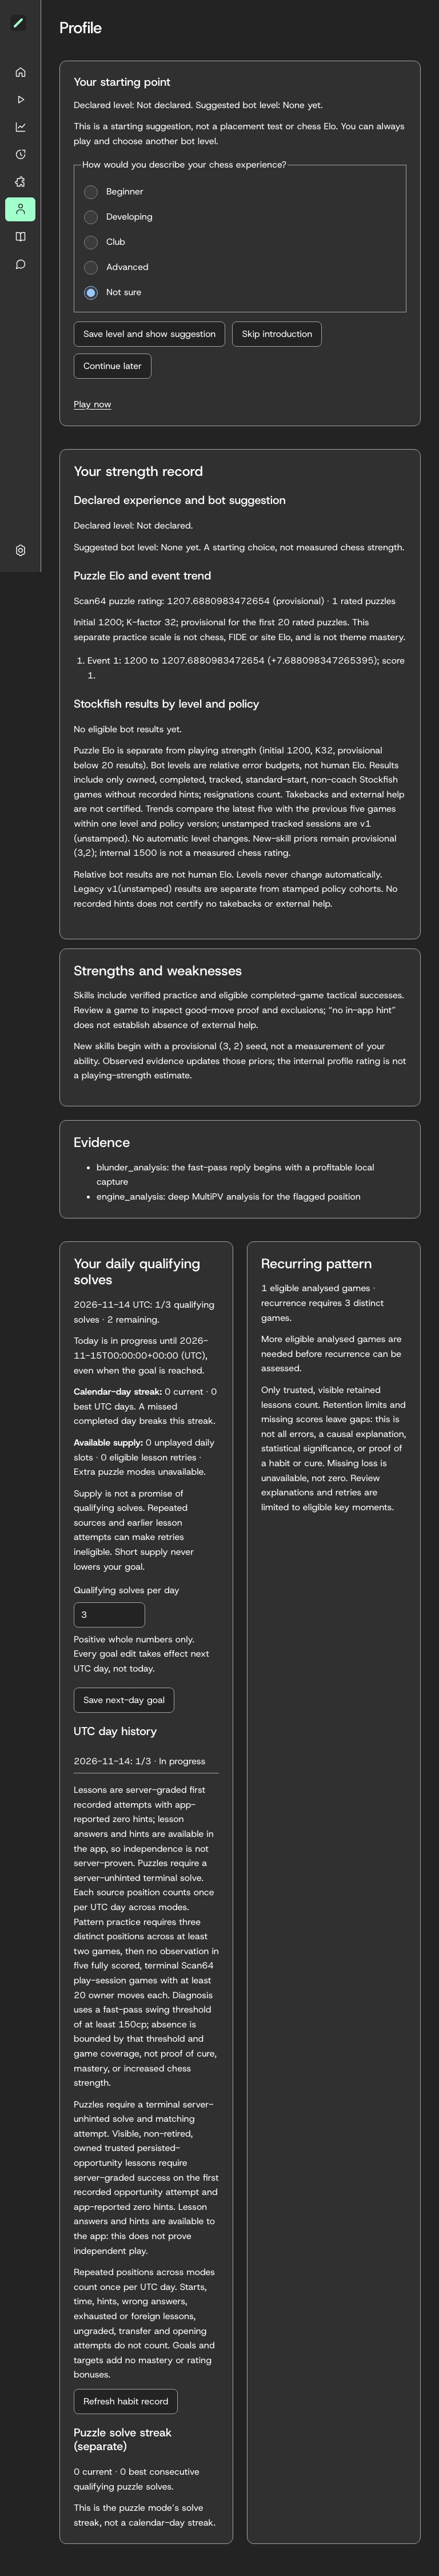 Profile
Your starting point
Declared level: Not declared. Suggested bot level: None yet.
This is a starting suggestion, not a placement test or chess Elo. You can always
play and choose another bot level.
How would you describe your chess experience?
Beginner
Developing
Club
Advanced
Not sure
Save level and show suggestion
Skip introduction
Continue later
Play now
Your strength record
Declared experience and bot suggestion
Declared level: Not declared.
Suggested bot level: None yet. A starting choice, not measured chess strength.
Puzzle Elo and event trend
Scan64 puzzle rating: 1207.6880983472654 (provisional) · 1 rated puzzles
Initial 1200; K-factor 32; provisional for the first 20 rated puzzles. This
separate practice scale is not chess, FIDE or site Elo, and is not theme mastery.
1. Event 1: 1200 to 1207.6880983472654 (+7.688098347265395); score
1.
Stockfish results by level and policy
No eligible bot results yet.
Puzzle Elo is separate from playing strength (initial 1200, K32, provisional
below 20 results). Bot levels are relative error budgets, not human Elo. Results
include only owned, completed, tracked, standard-start, non-coach Stockfish
games without recorded hints; resignations count. Takebacks and external help
are not certified. Trends compare the latest five with the previous five games
within one level and policy version; unstamped tracked sessions are v1
(unstamped). No automatic level changes. New-skill priors remain provisional
(3,2); internal 1500 is not a measured chess rating.
Relative bot results are not human Elo. Levels never change automatically.
Legacy v1(unstamped) results are separate from stamped policy cohorts. No
recorded hints does not certify no takebacks or external help.
Strengths and weaknesses
Skills include verified practice and eligible completed-game tactical successes.
Review a game to inspect good-move proof and exclusions; “no in-app hint”
does not establish absence of external help.
New skills begin with a provisional (3, 2) seed, not a measurement of your
ability. Observed evidence updates those priors; the internal profile rating is not
a playing-strength estimate.
Evidence
• blunder_analysis: the fast-pass reply begins with a profitable local
capture
• engine_analysis: deep MultiPV analysis for the flagged position
Your daily qualifying
solves
2026-11-14 UTC: 1/3 qualifying
solves · 2 remaining.
Today is in progress until 2026-
11-15T00:00:00+00:00 (UTC),
even when the goal is reached.
Calendar-day streak: 0 current · 0
best UTC days. A missed
completed day breaks this streak.
Available supply: 0 unplayed daily
slots · 0 eligible lesson retries ·
Extra puzzle modes unavailable.
Supply is not a promise of
qualifying solves. Repeated
sources and earlier lesson
attempts can make retries
ineligible. Short supply never
lowers your goal.
Qualifying solves per day
3
Positive whole numbers only.
Every goal edit takes effect next
UTC day, not today.
Save next-day goal
UTC day history
2026-11-14: 1/3 · In progress
Lessons are server-graded first
recorded attempts with app-
reported zero hints; lesson
answers and hints are available in
the app, so independence is not
server-proven. Puzzles require a
server-unhinted terminal solve.
Each source position counts once
per UTC day across modes.
Pattern practice requires three
distinct positions across at least
two games, then no observation in
five fully scored, terminal Scan64
play-session games with at least
20 owner moves each. Diagnosis
uses a fast-pass swing threshold
of at least 150cp; absence is
bounded by that threshold and
game coverage, not proof of cure,
mastery, or increased chess
strength.
Puzzles require a terminal server-
unhinted solve and matching
attempt. Visible, non-retired,
owned trusted persisted-
opportunity lessons require
server-graded success on the first
recorded opportunity attempt and
app-reported zero hints. Lesson
answers and hints are available to
the app: this does not prove
independent play.
Repeated positions across modes
count once per UTC day. Starts,
time, hints, wrong answers,
exhausted or foreign lessons,
ungraded, transfer and opening
attempts do not count. Goals and
targets add no mastery or rating
bonuses.
Refresh habit record
Puzzle solve streak
(separate)
0 current · 0 best consecutive
qualifying puzzle solves.
This is the puzzle mode’s solve
streak, not a calendar-day streak.
Recurring pattern
1 eligible analysed games ·
recurrence requires 3 distinct
games.
More eligible analysed games are
needed before recurrence can be
assessed.
Only trusted, visible retained
lessons count. Retention limits and
missing scores leave gaps: this is
not all errors, a causal explanation,
statistical significance, or proof of
a habit or cure. Missing loss is
unavailable, not zero. Review
explanations and retries are
limited to eligible key moments.